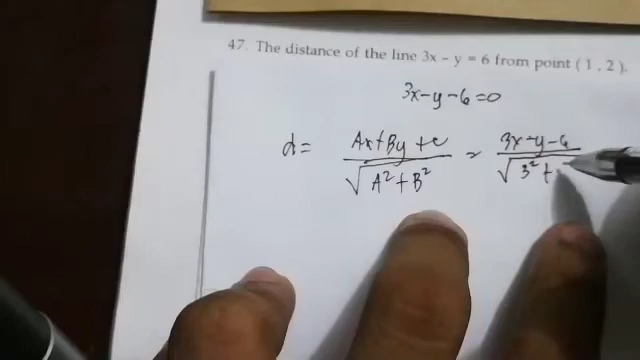 47. The distance of the line 3x – y = 6 from point (1, 2).
3x-y-6=0
d= Ax+By+c / √A²+B² = 3x-y-6 / √3²+